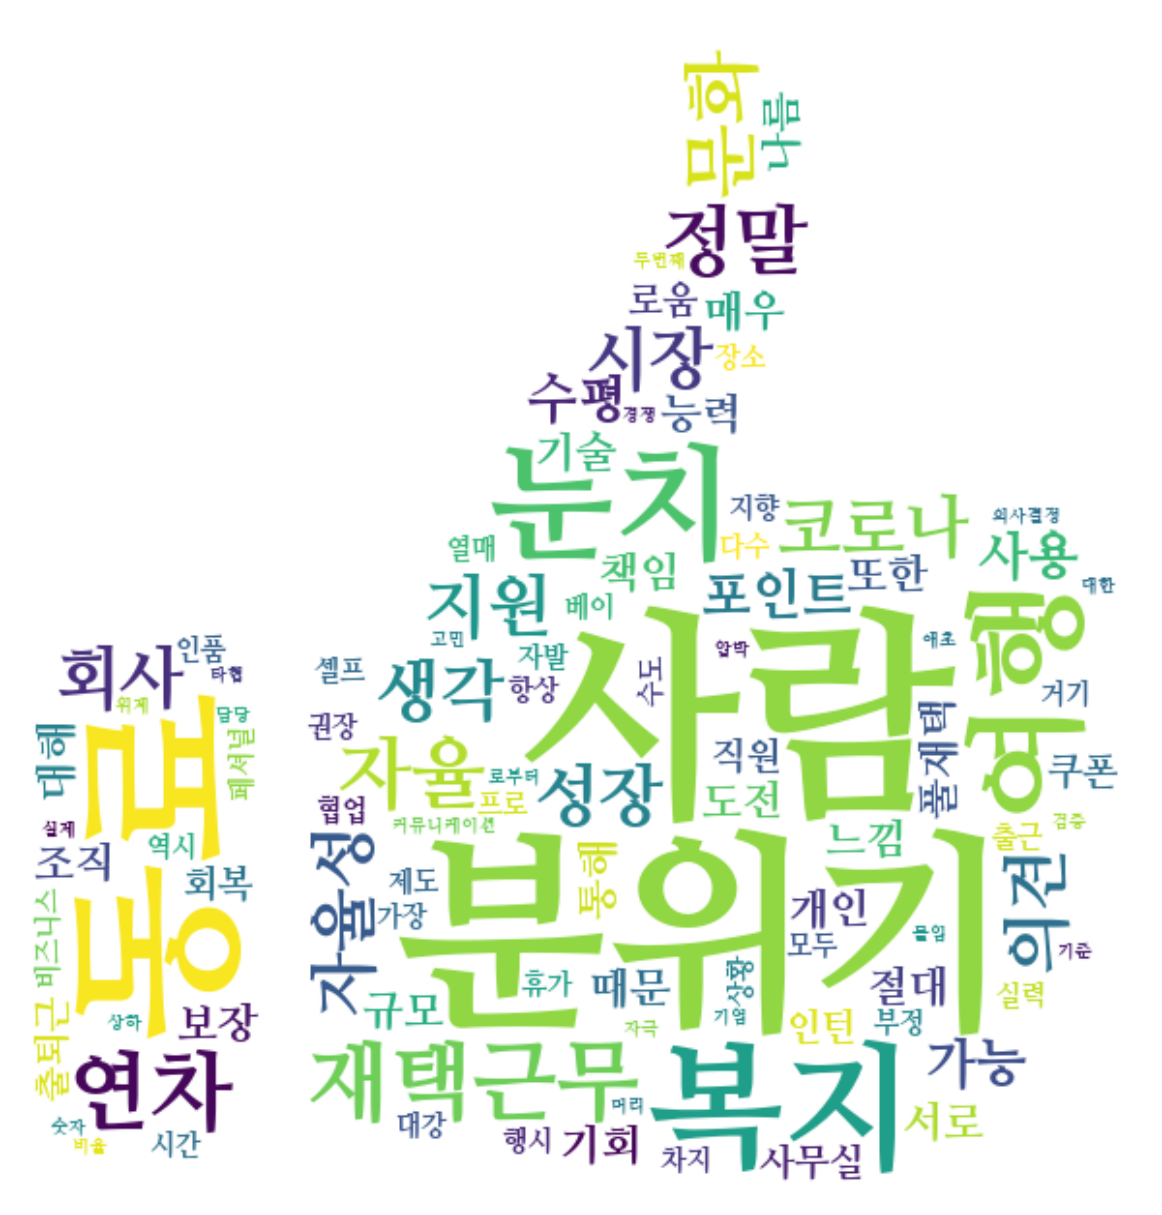 문화
나름
정말
두번째
로움
매우
시장
장소
수평
경쟁
능력
기술
눈치
지향
코로나
의사결정
열매
책임
다수
사용
지원
베이
포인트
또한
대한
여행
사람
고민
자발
압박
애초
회사
인품
타협
셀프
생각
항상
수도
거기
위계
담당
동료
대해
페셔널
권장
자율
로부터
성장
직원
풀재택
쿠폰
실제
협업
프로
도전
커뮤니케이션
출근
검증
조직
역시
회복
자율성
제도
가장
통해
느낌
의견
분위기
개인
모두
몰입
기준
비즈니스
출퇴근
상하
보장
규모
휴가
때문
상황
절대
실력
기업
자극
인턴
부정
연차
재택근무
복지
가능
머리
숫자
비율
시간
대강
행시
기회
차지
사무실
서로